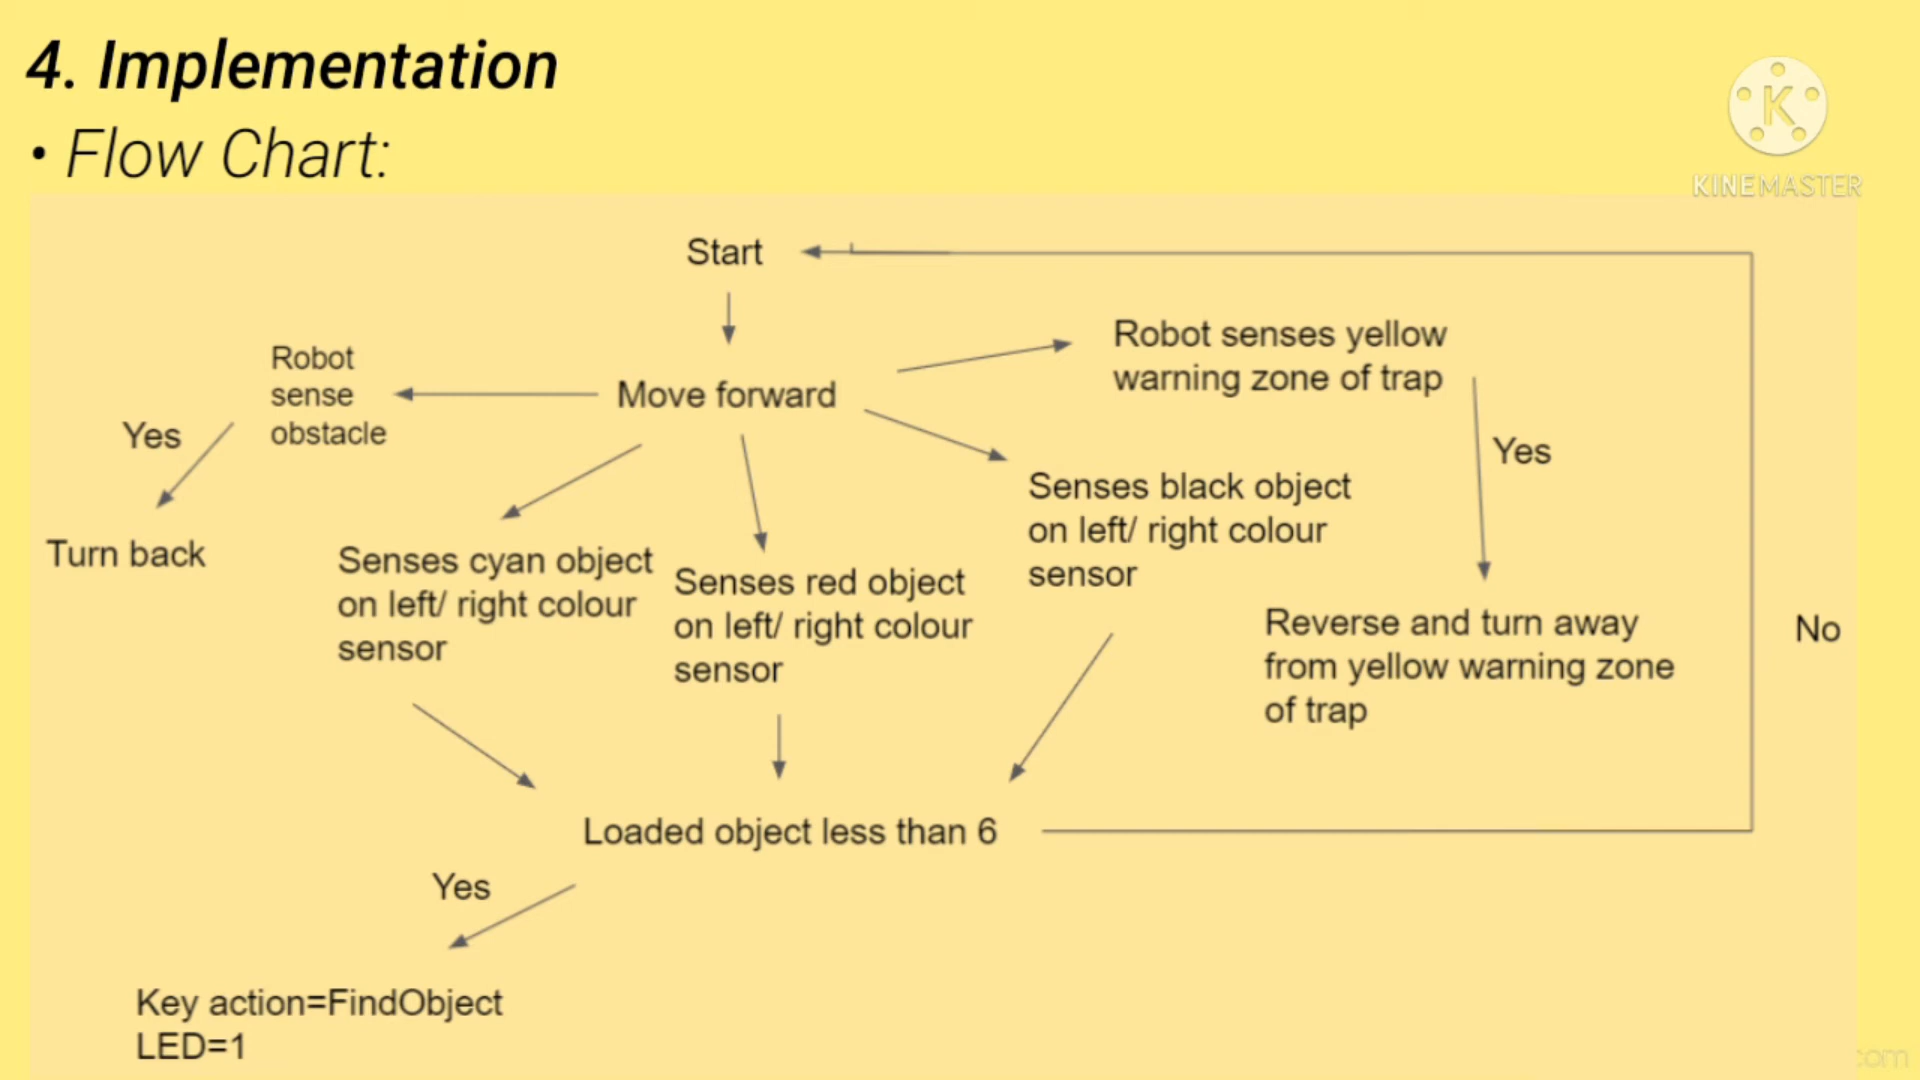 4. Implementation
• Flow Chart:
KINEMASTER
Start
Robot senses yellow
warning zone of trap
Robot
sense
obstacle
Move forward
Yes
Yes
Turn back
Senses cyan object
on left/ right colour
sensor
Senses red object
on left/ right colour
sensor
Senses black object
on left/ right colour
sensor
Reverse and turn away
from yellow warning zone
of trap
No
Loaded object less than 6
Yes
Key action=FindObject
LED=1